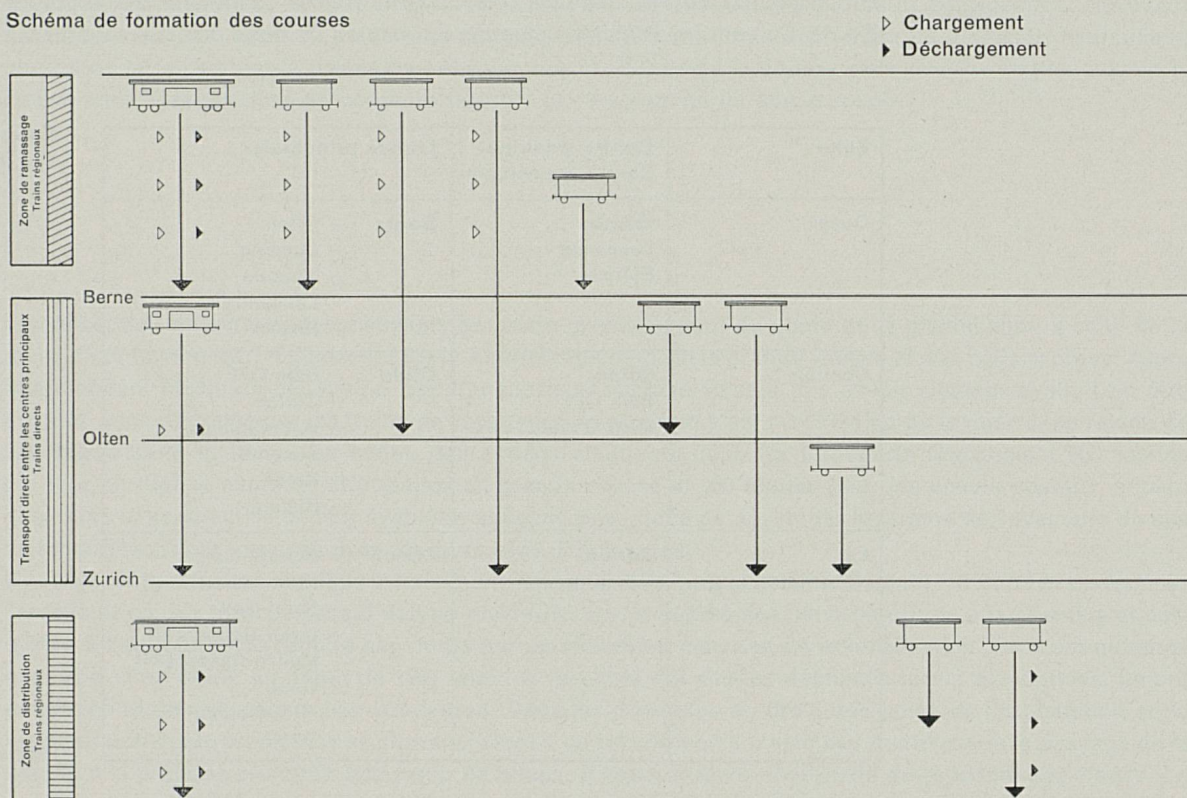 Schéma de formation des courses
Chargement
Déchargement
Zone de ramassage
Trains régionaux
Berne
Transport direct entre les centres principaux
Trains directs
Olten
Zurich
Zone de distribution
Trains régionaux